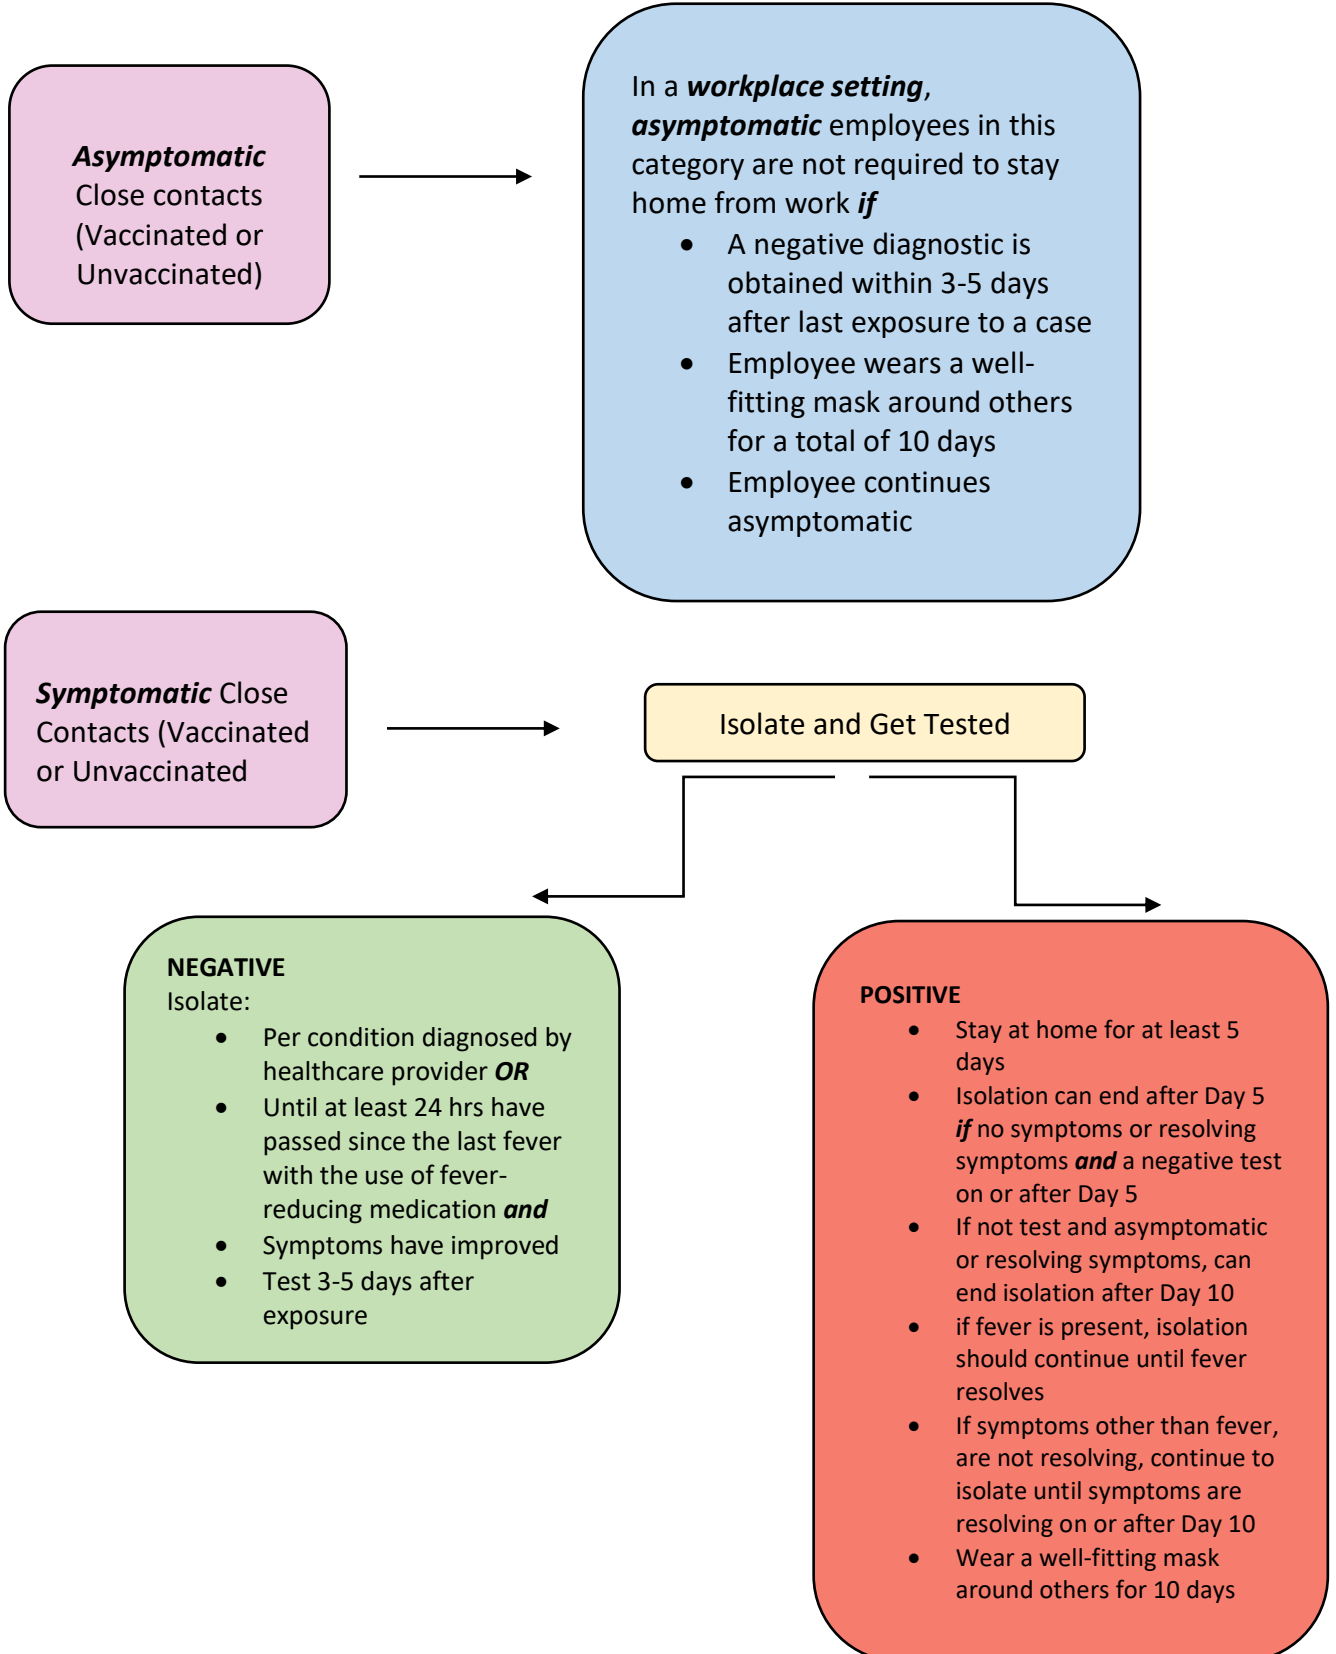 Asymptomatic
Close contacts
(Vaccinated or
Unvaccinated)
In a workplace setting,
asymptomatic employees in this
category are not required to stay
home from work if
• A negative diagnostic is
obtained within 3-5 days
after last exposure to a case
• Employee wears a well-
fitting mask around others
for a total of 10 days
• Employee continues
asymptomatic
Symptomatic Close
Contacts (Vaccinated
or Unvaccinated
Isolate and Get Tested
NEGATIVE
Isolate:
• Per condition diagnosed by
healthcare provider OR
• Until at least 24 hrs have
passed since the last fever
with the use of fever-
reducing medication and
• Symptoms have improved
• Test 3-5 days after
exposure
POSITIVE
• Stay at home for at least 5
days
• Isolation can end after Day 5
if no symptoms or resolving
symptoms and a negative test
on or after Day 5
• If not test and asymptomatic
or resolving symptoms, can
end isolation after Day 10
• if fever is present, isolation
should continue until fever
resolves
• If symptoms other than fever,
are not resolving, continue to
isolate until symptoms are
resolving on or after Day 10
• Wear a well-fitting mask
around others for 10 days